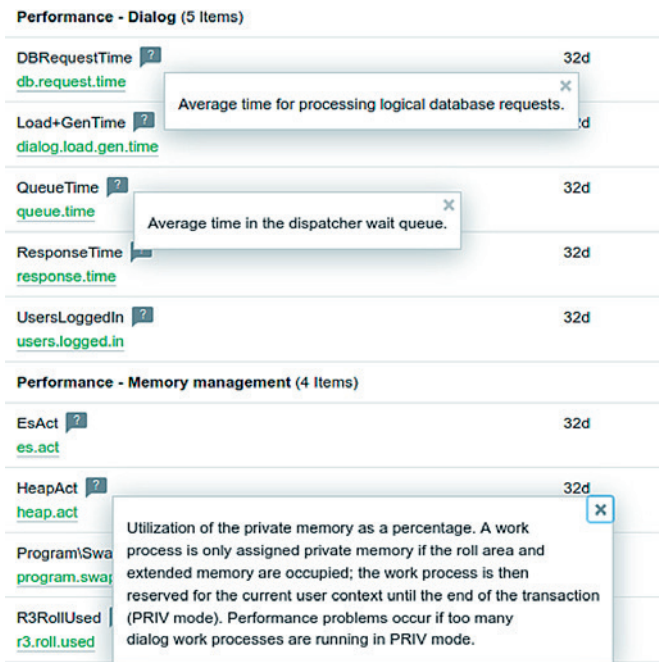 Performance - Dialog (5 Items)
DBRequestTime ? 32d
db.request.time
Average time for processing logical database requests.
Load+GenTime ? d
dialog.load.gen.time
QueueTime ? 32d
queue.time
Average time in the dispatcher wait queue.
ResponseTime 32d
response.time
UsersLoggedIn ? 32d
users.logged.in
Performance - Memory management (4 Items)
EsAct ? 32d
es.act
HeapAct ? 32d
heap.act
Utilization of the private memory as a percentage. A work
process is only assigned private memory if the roll area and
extended memory are occupied; the work process is then
reserved for the current user context until the end of the transaction
(PRIV mode). Performance problems occur if too many
dialog work processes are running in PRIV mode.
Program\Swa
program.swap
R3RollUsed
r3.roll.used